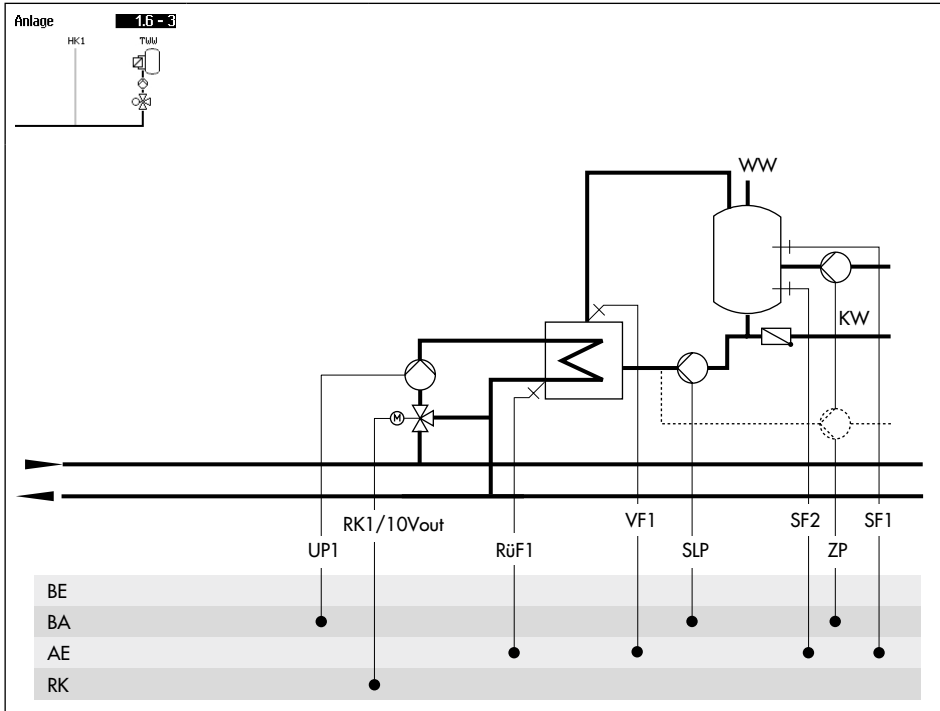 Anlage 1.6 - 3
HK1 TWW
WW
KW
M
RK1/10Vout VF1 SF2 SF1
UP1 RüF1 SLP ZP
BE
BA
AE
RK